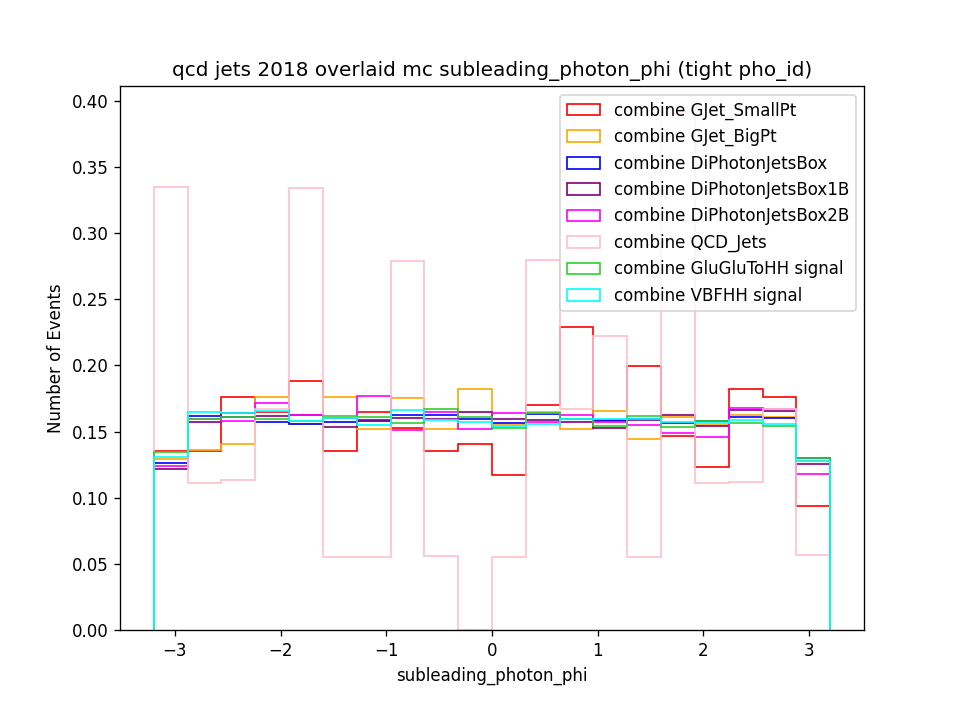 qcd jets 2018 overlaid mc subleading_photon_phi (tight pho_id)
combine GJet_SmallPt
combine GJet_BigPt
combine DiPhotonJetsBox
combine DiPhotonJetsBox1B
combine DiPhotonJetsBox2B
combine QCD_Jets
combine GluGluToHH signal
combine VBFHH signal
Number of Events
0.40
0.35
0.30
0.25
0.20
0.15
0.10
0.05
0.00
−3 −2 −1 0 1 2 3
subleading_photon_phi